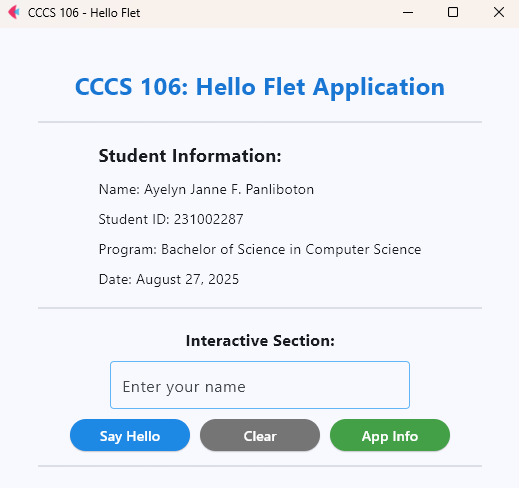 CCCS 106 - Hello Flet
CCCS 106: Hello Flet Application
Student Information:
Name: Ayelyn Janne F. Panliboton
Student ID: 231002287
Program: Bachelor of Science in Computer Science
Date: August 27, 2025
Interactive Section:
Enter your name
Say Hello Clear App Info